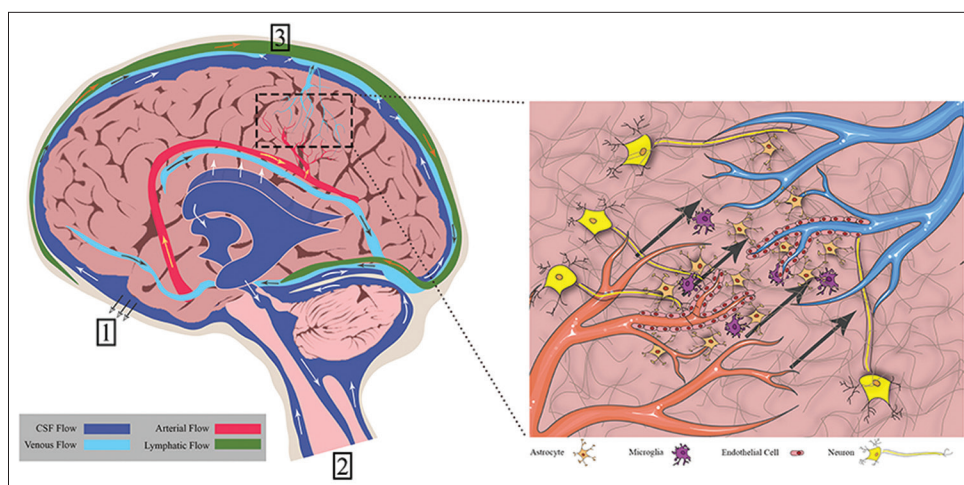 3
1
2
CSF Flow
Arterial Flow
Venous Flow
Lymphatic Flow
Astrocyte
Microglia
Endothelial Cell
Neuron